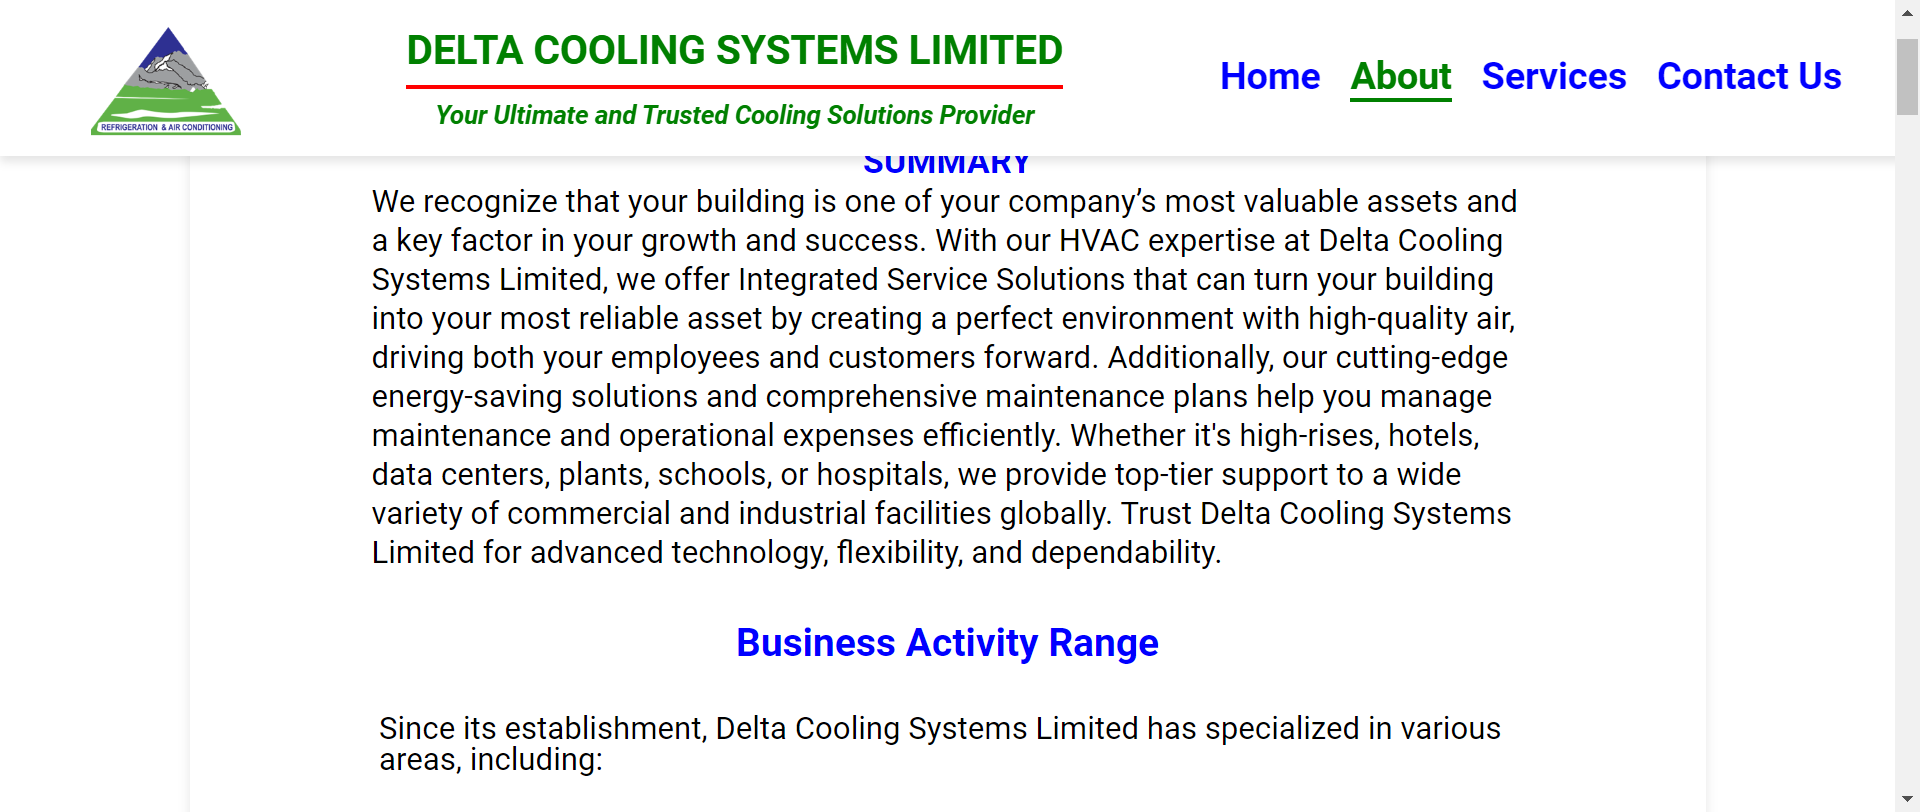 DELTA COOLING SYSTEMS LIMITED
Your Ultimate and Trusted Cooling Solutions Provider
REFRIGERATION & AIR CONDITIONING
Home About Services Contact Us
SUMMARY
We recognize that your building is one of your company’s most valuable assets and
a key factor in your growth and success. With our HVAC expertise at Delta Cooling
Systems Limited, we offer Integrated Service Solutions that can turn your building
into your most reliable asset by creating a perfect environment with high-quality air,
driving both your employees and customers forward. Additionally, our cutting-edge
energy-saving solutions and comprehensive maintenance plans help you manage
maintenance and operational expenses efficiently. Whether it's high-rises, hotels,
data centers, plants, schools, or hospitals, we provide top-tier support to a wide
variety of commercial and industrial facilities globally. Trust Delta Cooling Systems
Limited for advanced technology, flexibility, and dependability.
Business Activity Range
Since its establishment, Delta Cooling Systems Limited has specialized in various
areas, including: